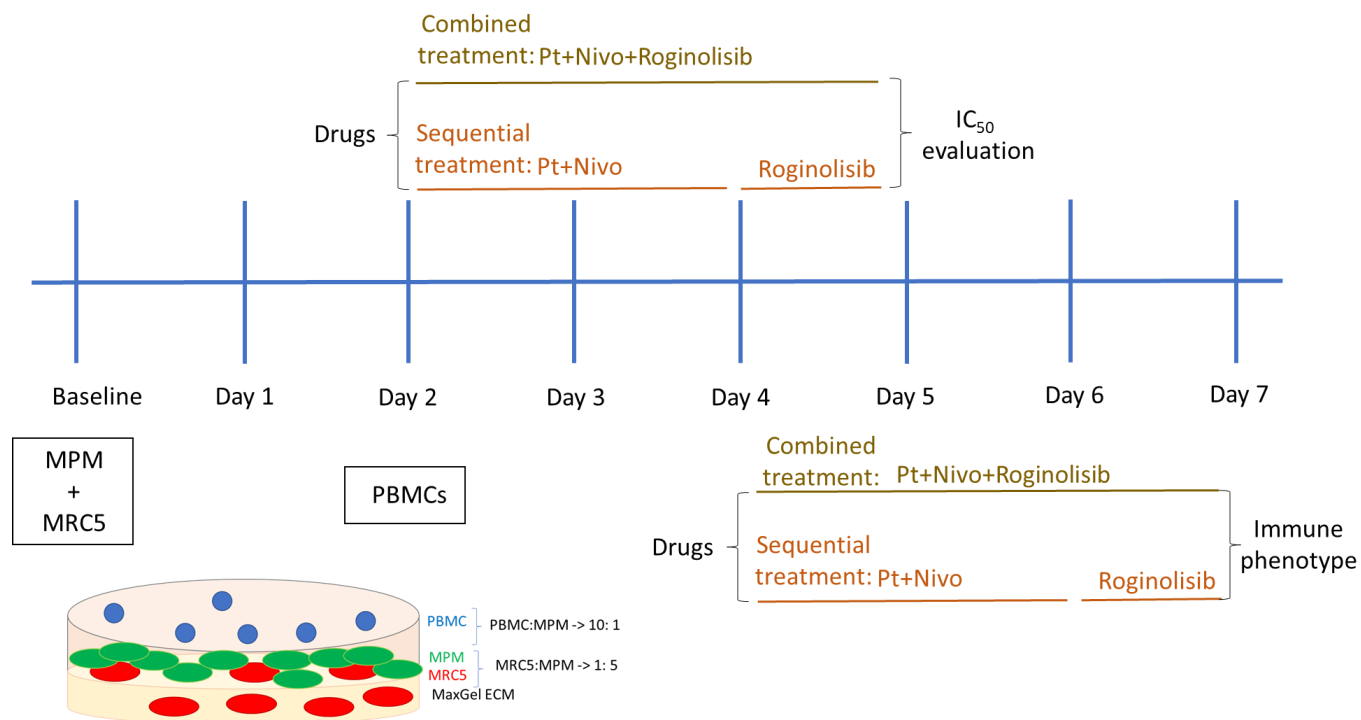 Combined
treatment: Pt+Nivo+Roginolisib
Drugs
Sequential
treatment: Pt+Nivo
Roginolisib
IC50
evaluation
Baseline
Day 1
Day 2
Day 3
Day 4
Day 5
Day 6
Day 7
MPM
+
MRC5
PBMCs
Combined
treatment: Pt+Nivo+Roginolisib
Drugs
Sequential
treatment: Pt+Nivo
Roginolisib
Immune
phenotype
PBMC
PBMC:MPM -> 10: 1
MPM
MRC5
MRC5:MPM -> 1: 5
MaxGel ECM